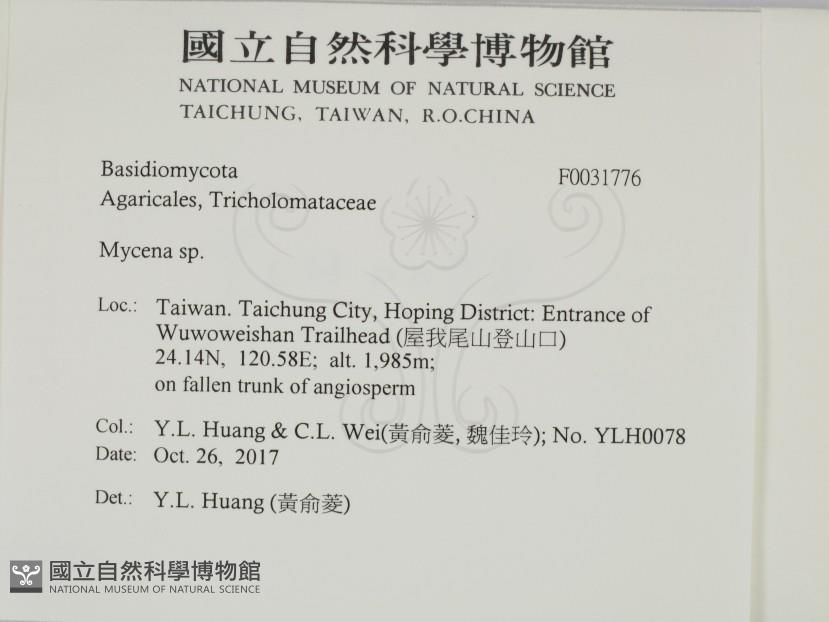 國立自然科學博物館
NATIONAL MUSEUM OF NATURAL SCIENCE
TAICHUNG, TAIWAN, R.O.CHINA
Basidiomycota F0031776
Agaricales, Tricholomataceae
Mycena sp.
Loc.: Taiwan. Taichung City, Hoping District: Entrance of
Wuwoweishan Trailhead (屋我尾山登山口)
24.14N, 120.58E; alt. 1,985m;
on fallen trunk of angiosperm
Col.: Y.L. Huang & C.L. Wei(黃俞菱, 魏佳玲); No. YLH0078
Date: Oct. 26, 2017
Det.: Y.L. Huang (黃俞菱)
國立自然科學博物館
NATIONAL MUSEUM OF NATURAL SCIENCE